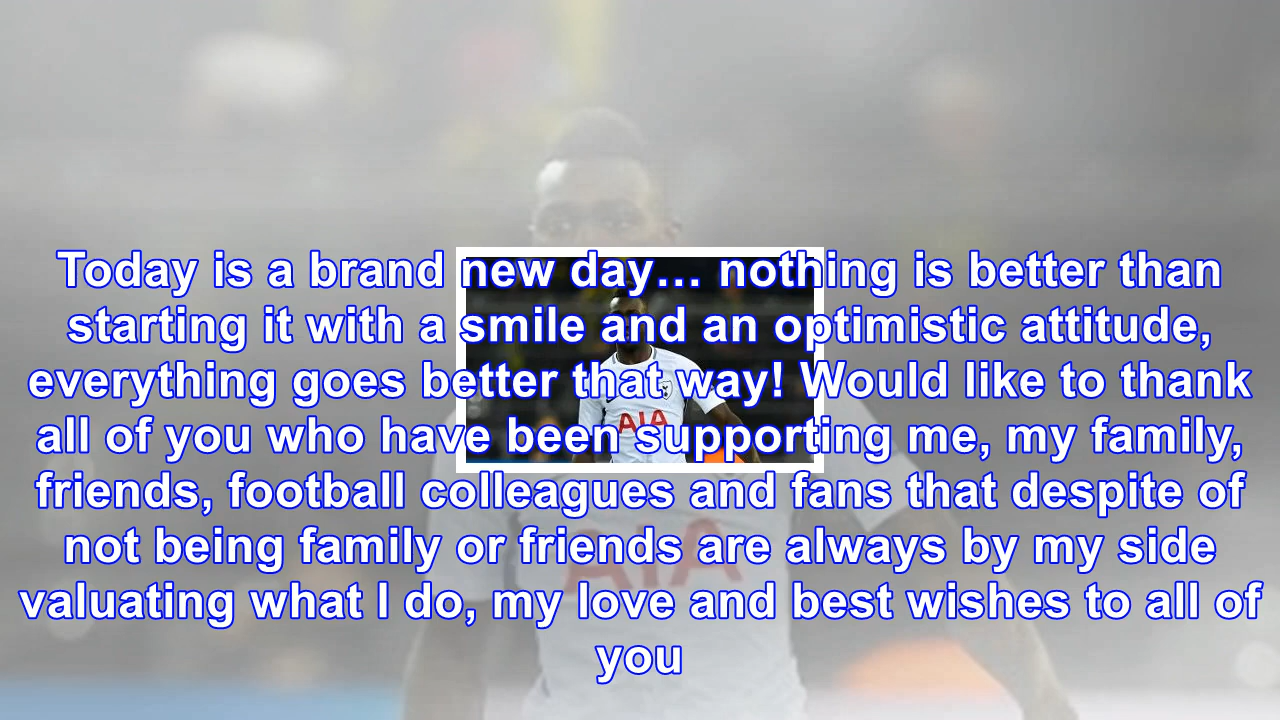 Today is a brand new day... nothing is better than
starting it with a smile and an optimistic attitude,
everything goes better that way! Would like to thank
all of you who have been supporting me, my family,
friends, football colleagues and fans that despite of
not being family or friends are always by my side
valuating what I do, my love and best wishes to all of
you
AIA
AIA